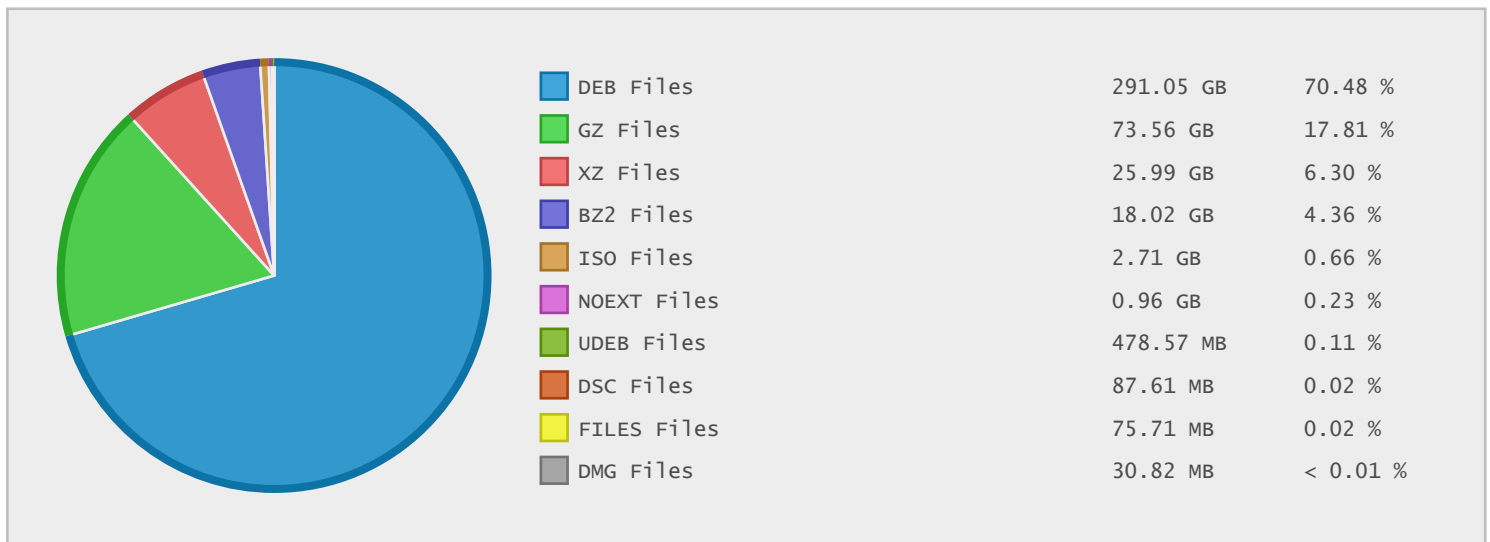 DEB Files 291.05 GB 70.48 %
GZ Files 73.56 GB 17.81 %
XZ Files 25.99 GB 6.30 %
BZ2 Files 18.02 GB 4.36 %
ISO Files 2.71 GB 0.66 %
NOEXT Files 0.96 GB 0.23 %
UDEB Files 478.57 MB 0.11 %
DSC Files 87.61 MB 0.02 %
FILES Files 75.71 MB 0.02 %
DMG Files 30.82 MB < 0.01 %